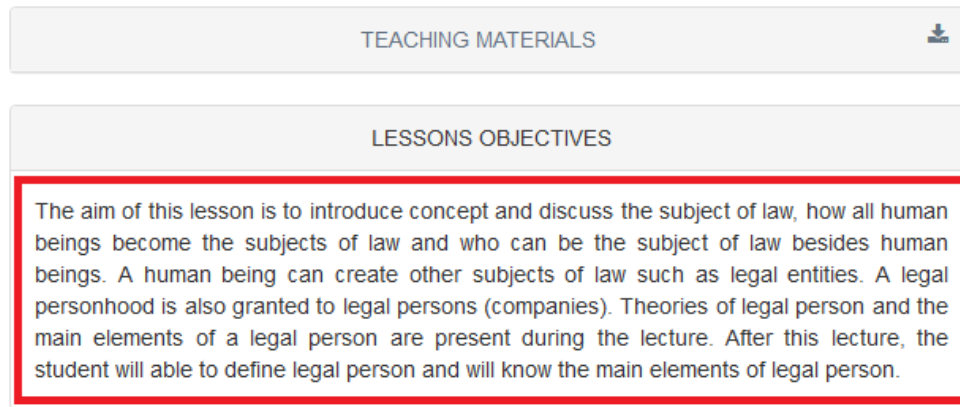 TEACHING MATERIALS
LESSONS OBJECTIVES
The aim of this lesson is to introduce concept and discuss the subject of law, how all human
beings become the subjects of law and who can be the subject of law besides human
beings. A human being can create other subjects of law such as legal entities. A legal
personhood is also granted to legal persons (companies). Theories of legal person and the
main elements of a legal person are present during the lecture. After this lecture, the
student will able to define legal person and will know the main elements of legal person.